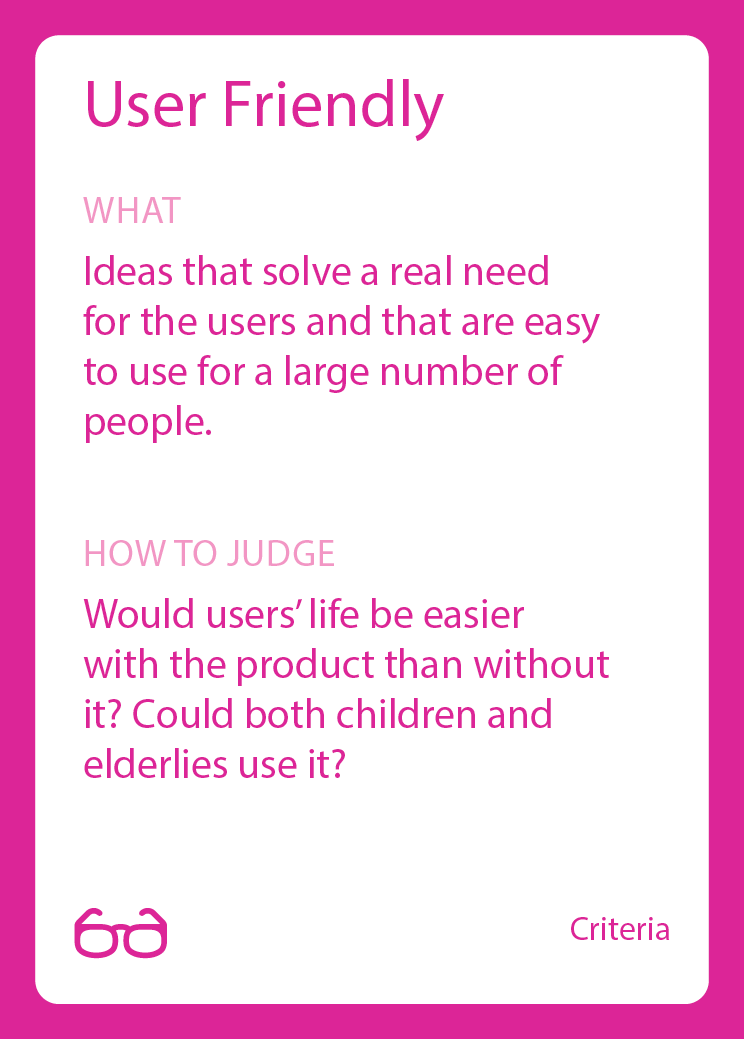 User Friendly
WHAT
Ideas that solve a real need
for the users and that are easy
to use for a large number of
people.
HOW TO JUDGE
Would users’ life be easier
with the product than without
it? Could both children and
elderlies use it?
Criteria